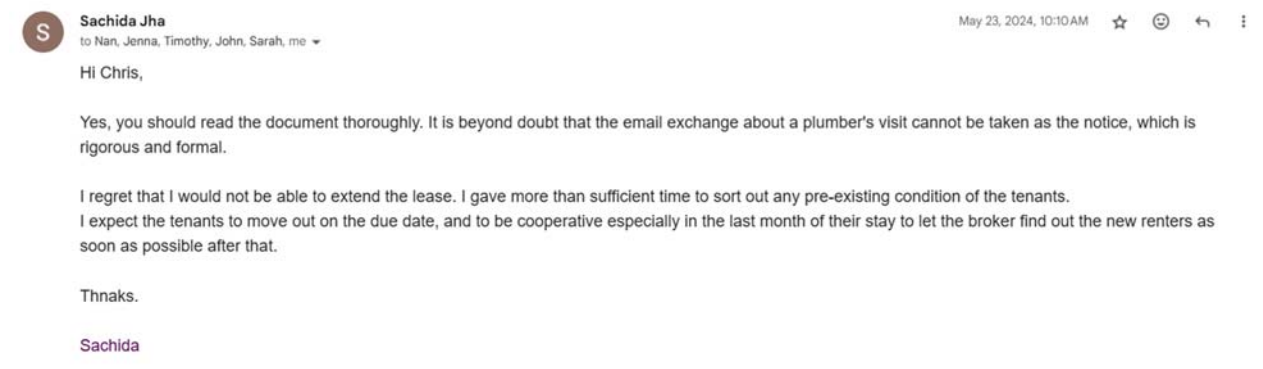 S
Sachida Jha
May 23, 2024, 10:10 AM
to Nan, Jenna, Timothy, John, Sarah, me
Hi Chris,
Yes, you should read the document thoroughly. It is beyond doubt that the email exchange about a plumber's visit cannot be taken as the notice, which is
rigorous and formal.
I regret that I would not be able to extend the lease. I gave more than sufficient time to sort out any pre-existing condition of the tenants.
I expect the tenants to move out on the due date, and to be cooperative especially in the last month of their stay to let the broker find out the new renters as
soon as possible after that.
Thnaks.
Sachida